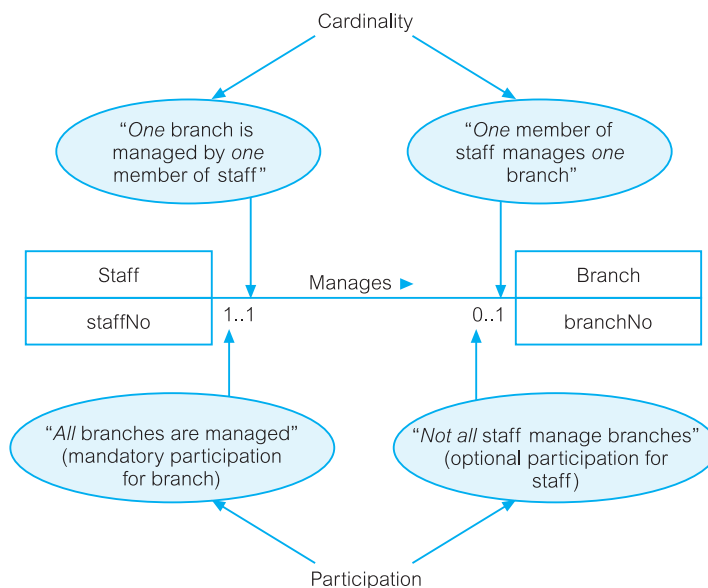 Cardinality
“One branch is
managed by one
member of staff”
“One member of
staff manages one
branch”
Staff
Manages ►
Branch
staffNo
1..1
0..1
branchNo
“All branches are managed”
(mandatory participation
for branch)
“Not all staff manage branches”
(optional participation for
staff)
Participation